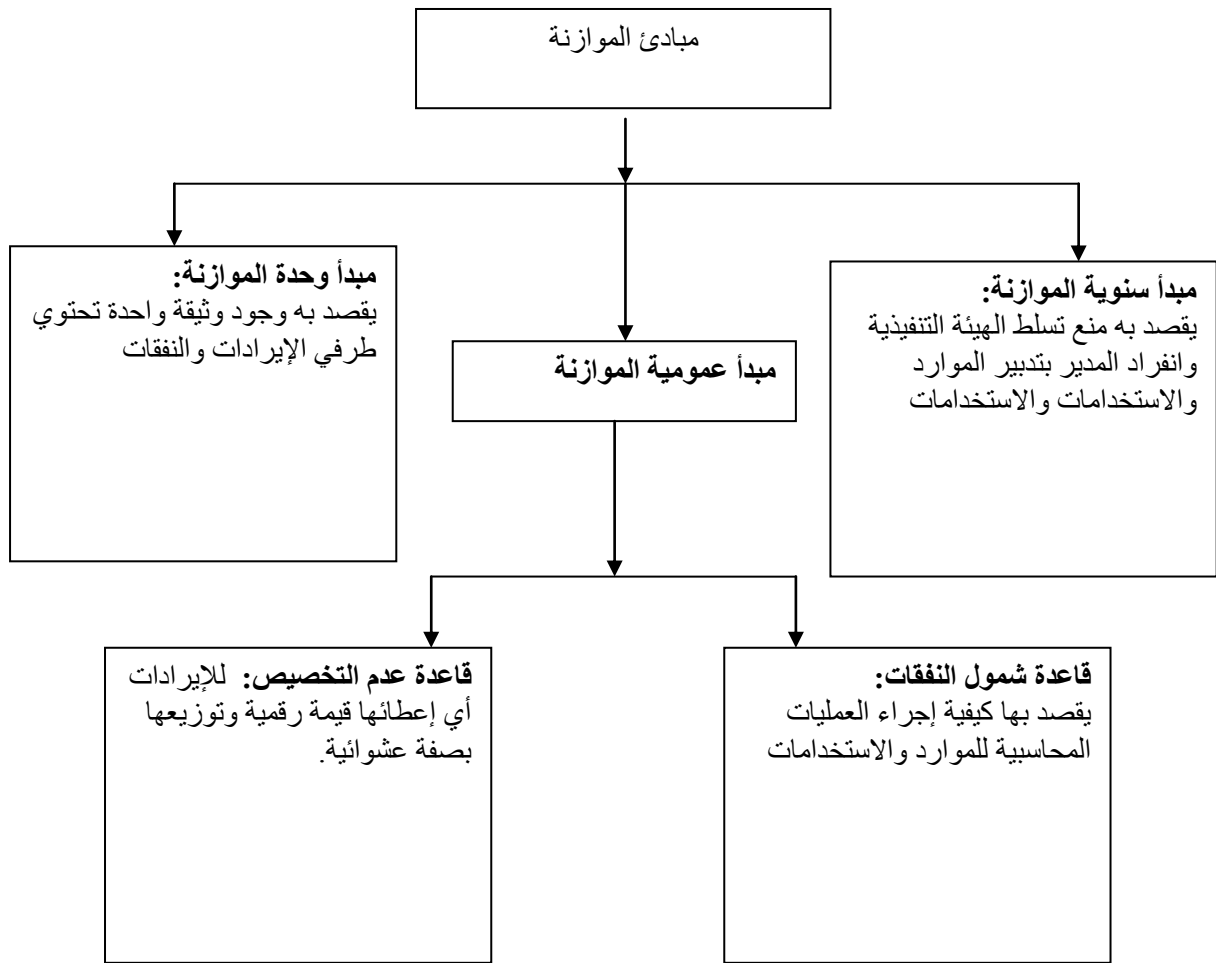 مبادئ الموازنة
مبدأ سنوية الموازنة:
يقصد به منع تسلط الهيئة التنفيذية
وانفراد المدير بتدبير الموارد
والاستخدامات والاستخدامات
مبدأ عمومية الموازنة
مبدأ وحدة الموازنة:
يقصد به وجود وثيقة واحدة تحتوي
طرفي الإيرادات والنفقات
قاعدة شمول النفقات:
يقصد بها كيفية إجراء العمليات
المحاسبية للموارد والاستخدامات
قاعدة عدم التخصيص: للإيرادات
أي إعطائها قيمة رقمية وتوزيعها
بصفة عشوائية.